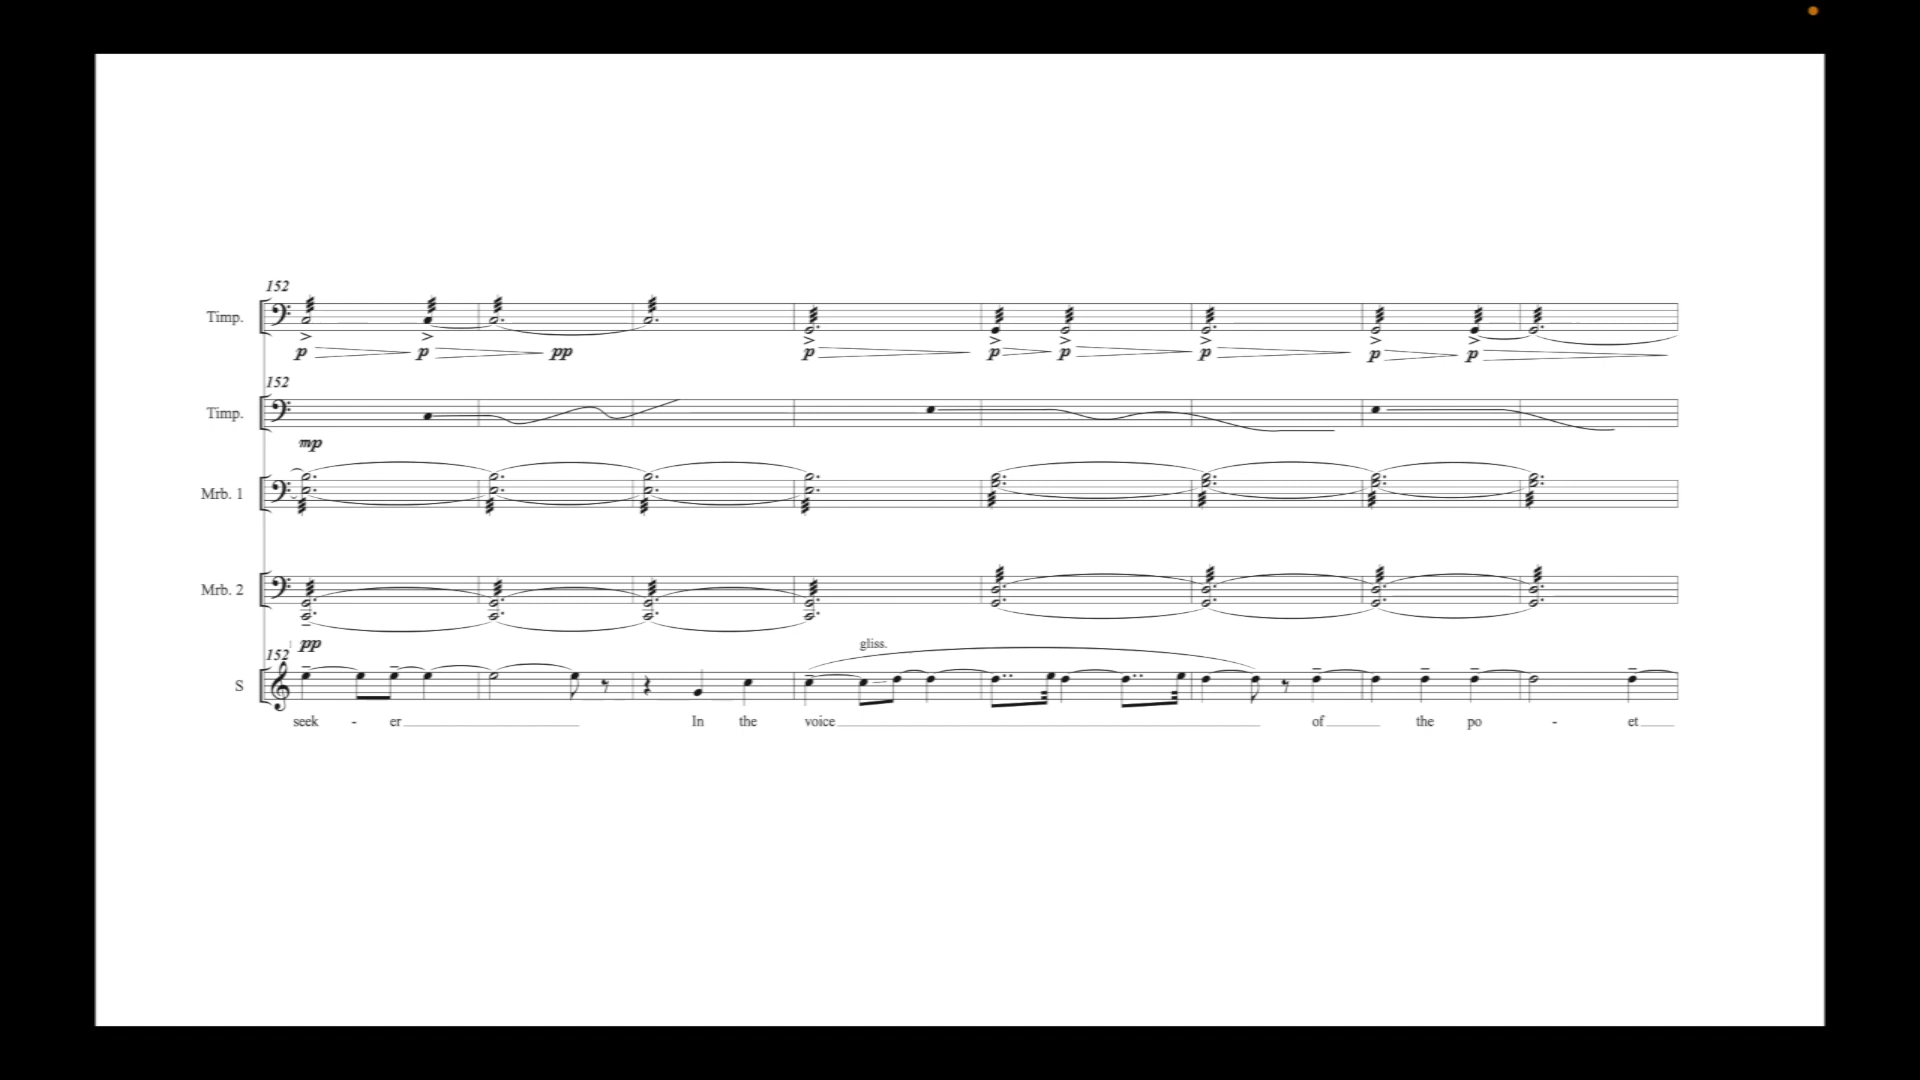 152
Timp.
p p pp p p p p p p
152
Timp.
mp
Mrb. 1
Mrb. 2
pp
gliss.
152
S
seek - er In the voice of the po - et